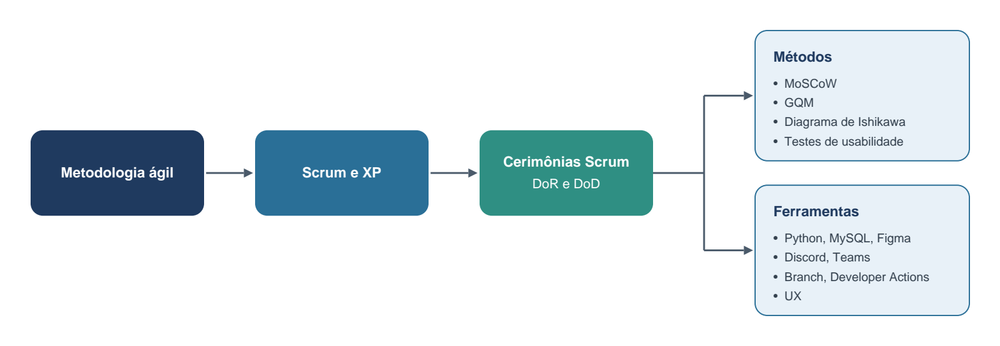 Metodologia ágil
Scrum e XP
Cerimônias Scrum
DoR e DoD
Métodos
• MoSCoW
• GQM
• Diagrama de Ishikawa
• Testes de usabilidade
Ferramentas
• Python, MySQL, Figma
• Discord, Teams
• Branch, Developer Actions
• UX